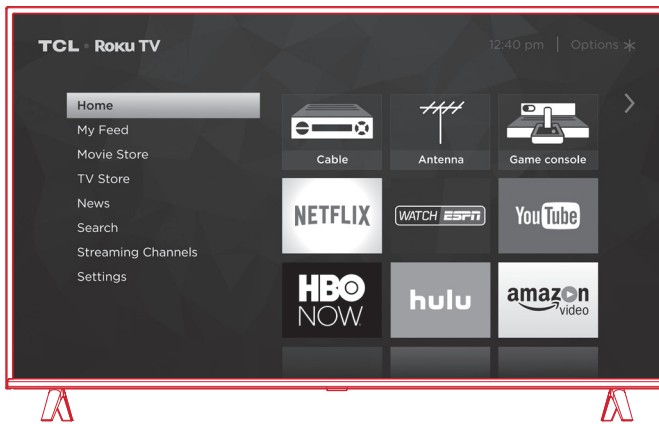 TCL • Roku TV
12:40 pm | Options
Home
My Feed
Movie Store
TV Store
News
Search
Streaming Channels
Settings
Cable
Antenna
Game console
NETFLIX
WATCH ESPN
YouTube
HBO
NOW
hulu
amazon
video